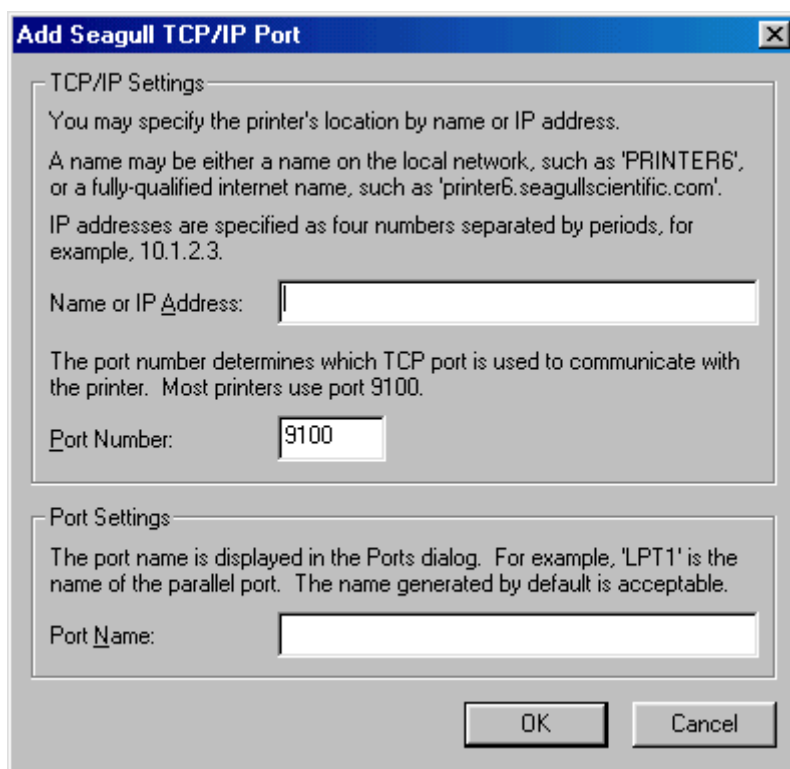 Add Seagull TCP/IP Port
TCP/IP Settings
You may specify the printer's location by name or IP address.
A name may be either a name on the local network, such as 'PRINTER6',
or a fully-qualified internet name, such as 'printer6.seagullscientific.com'.
IP addresses are specified as four numbers separated by periods, for
example, 10.1.2.3.
Name or IP Address:
The port number determines which TCP port is used to communicate with
the printer.  Most printers use port 9100.
Port Number: 9100
Port Settings
The port name is displayed in the Ports dialog.  For example, 'LPT1' is the
name of the parallel port.  The name generated by default is acceptable.
Port Name:
OK Cancel